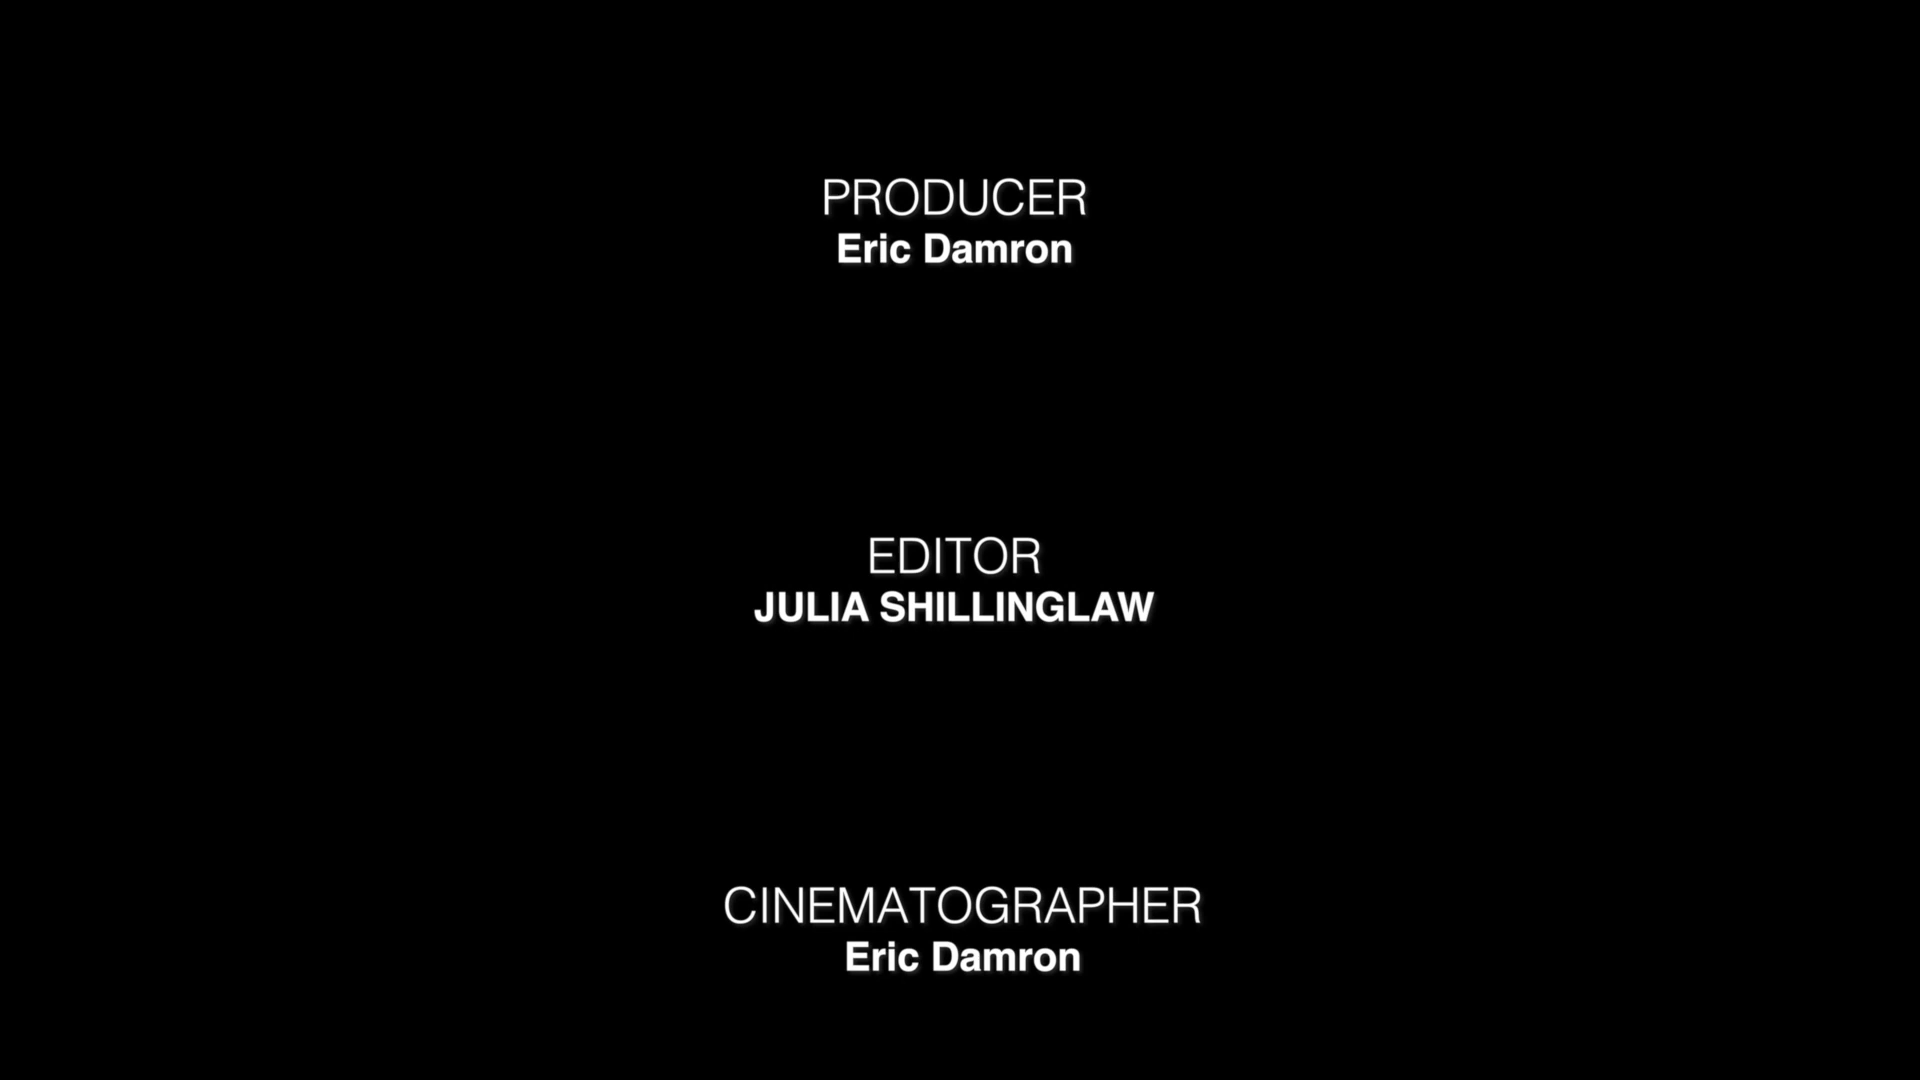 PRODUCER
Eric Damron
EDITOR
JULIA SHILLINGLAW
CINEMATOGRAPHER
Eric Damron